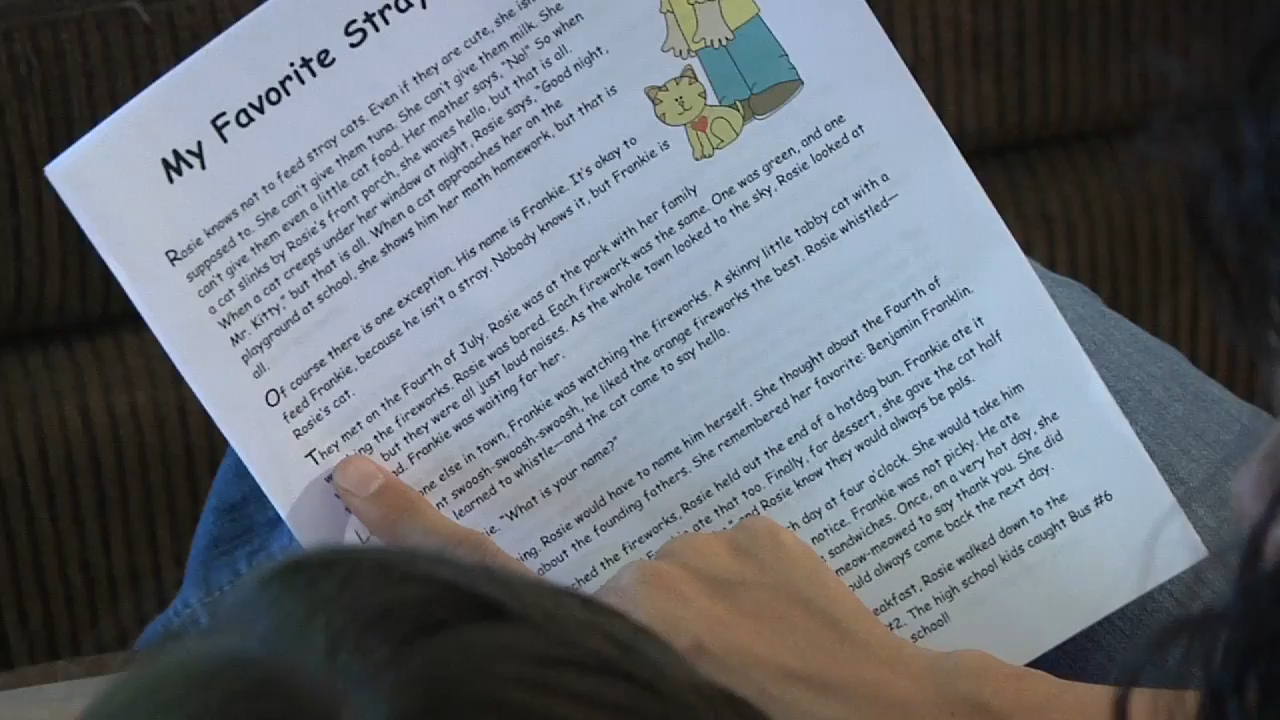 My Favorite Stray
Rosie knows not to feed stray cats. Even if they are cute, she isn't
supposed to. She can't give them tuna. She can't give them milk. She
can't give them even a little cat food. Her mother says, "No!" So when
a cat slinks by Rosie's front porch, she waves hello, but that is all.
When a cat creeps under her window at night, Rosie says, "Good night,
Mr. Kitty," but that is all. When a cat approaches her on the
playground at school, she shows him her math homework, but that is
all.
Of course there is one exception. His name is Frankie. It's okay to
feed Frankie, because he isn't a stray. Nobody knows it, but Frankie is
Rosie's cat.
They met on the Fourth of July. Rosie was at the park with her family
the fireworks. Rosie was bored. Each firework was the same. One was green, and one
but they were all just loud noises. As the whole town looked to the sky, Rosie looked at
Frankie was waiting for her.
else in town, Frankie was watching the fireworks. A skinny little tabby cat with a
swoosh-swoosh-swoosh, he liked the orange fireworks the best. Rosie whistled—
learned to whistle—and the cat came to say hello.
"What is your name?"
Rosie would have to name him herself. She thought about the Fourth of
about the founding fathers. She remembered her favorite: Benjamin Franklin.
the fireworks, Rosie held out the end of a hotdog bun. Frankie ate it
ate that too. Finally, for dessert, she gave the cat half
Rosie know they would always be pals.
day at four o'clock. She would take him
notice. Frankie was not picky. He ate
sandwiches. Once, on a very hot day, she
meow-meowed to say thank you. She did
always come back the next day.
Rosie walked down to the
#2. The high school kids caught Bus #6
school!